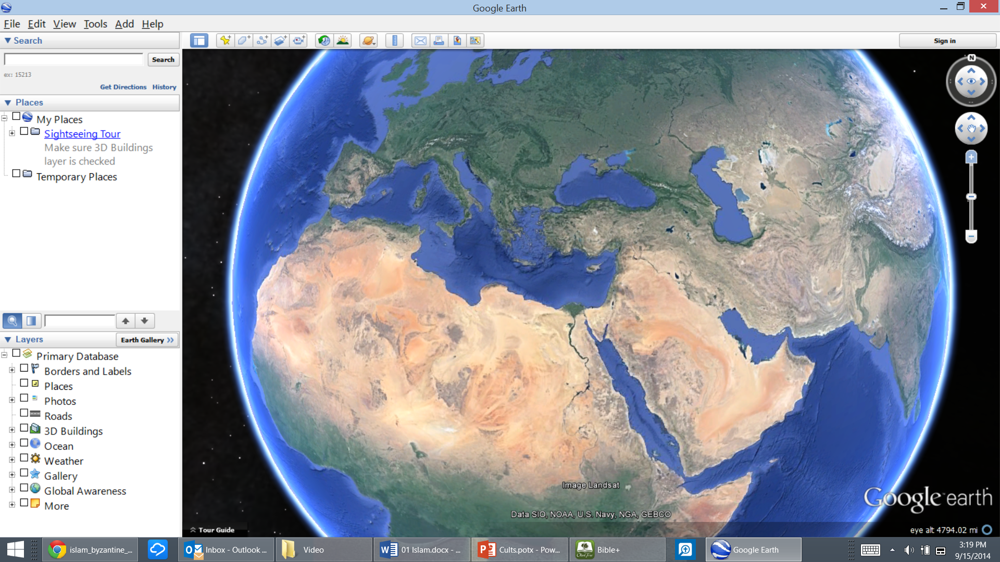 Google Earth
File Edit View Tools Add Help
Search
Sign in
N
Search
ex: 15213
Get Directions History
Places
My Places
Sightseeing Tour
Make sure 3D Buildings
layer is checked
Temporary Places
Layers
Earth Gallery >>
Primary Database
Borders and Labels
Places
Photos
Roads
3D Buildings
Ocean
Weather
Gallery
Global Awareness
More
Image Landsat
Data SIO, NOAA, U.S. Navy, NGA, GEBCO
Google earth
Tour Guide
eye alt 4794.02 mi
islam_byzantine_...
Inbox - Outlook ...
Video
01 Islam.docx - ...
Cults.potx - Pow...
Bible+
Google Earth
3:19 PM
9/15/2014